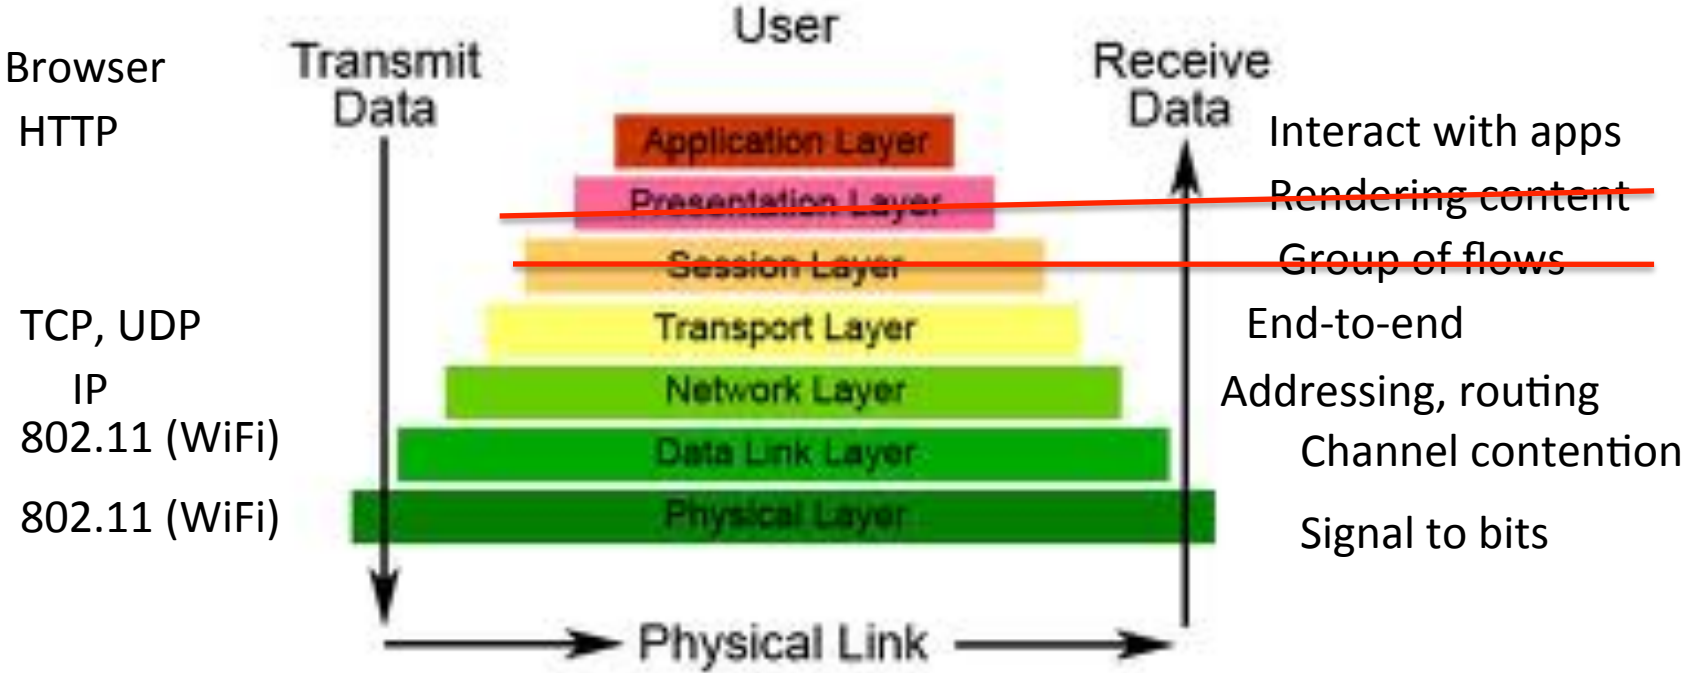 User
Browser
HTTP
Transmit
Data
Receive
Data
Application Layer
Interact with apps
Presentation Layer
Rendering content
Session Layer
Group of flows
TCP, UDP
Transport Layer
End-to-end
IP
Network Layer
Addressing, routing
802.11 (WiFi)
Data Link Layer
Channel contention
802.11 (WiFi)
Physical Layer
Signal to bits
Physical Link